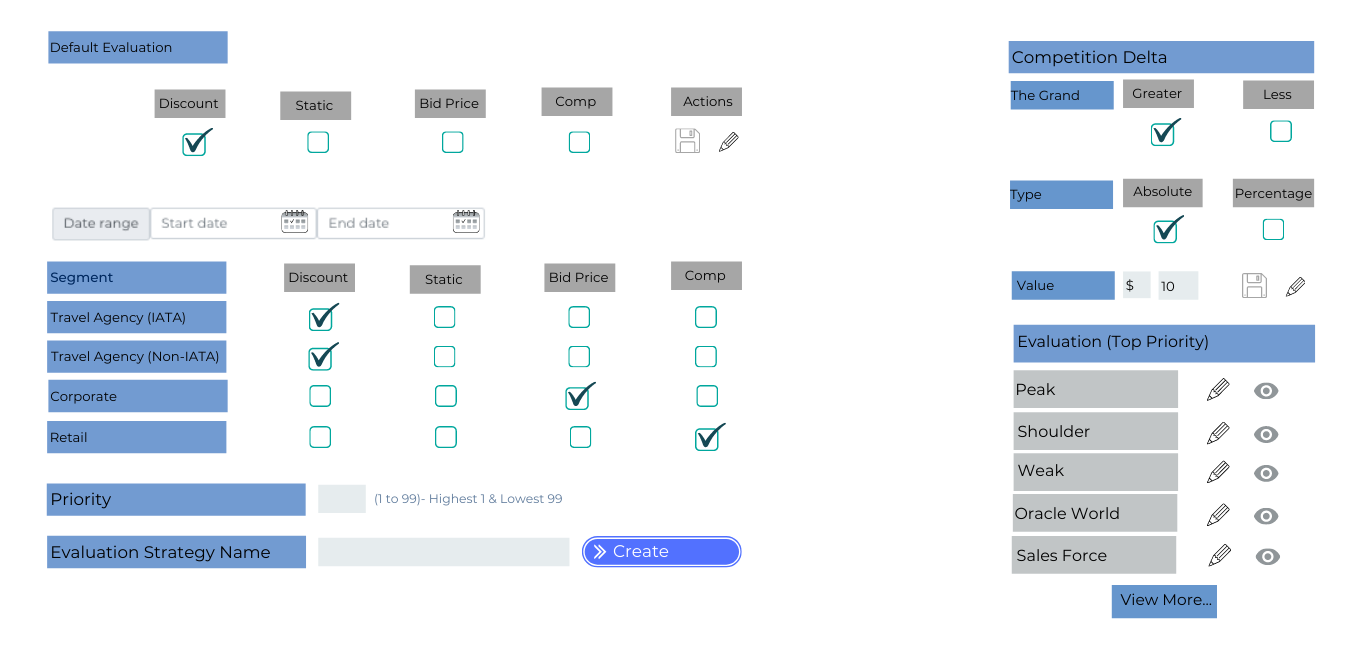 Default Evaluation
Discount Static Bid Price Comp Actions
Date range Start date End date
Segment Discount Static Bid Price Comp
Travel Agency (IATA)
Travel Agency (Non-IATA)
Corporate
Retail
Priority (1 to 99)- Highest 1 & Lowest 99
Evaluation Strategy Name Create
Competition Delta
The Grand Greater Less
Type Absolute Percentage
Value $ 10
Evaluation (Top Priority)
Peak
Shoulder
Weak
Oracle World
Sales Force
View More...